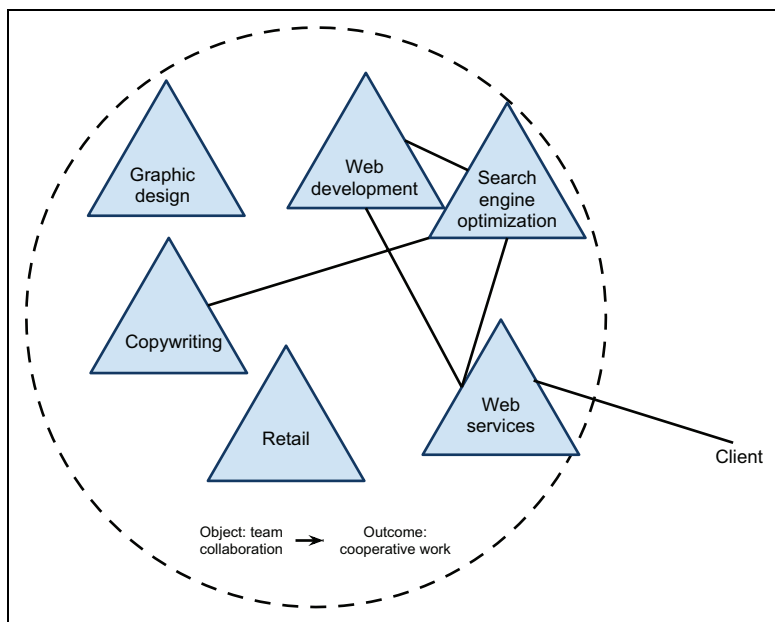 Graphic
design
Web
development
Search
engine
optimization
Copywriting
Retail
Web
services
Client
Object: team
collaboration
Outcome:
cooperative work